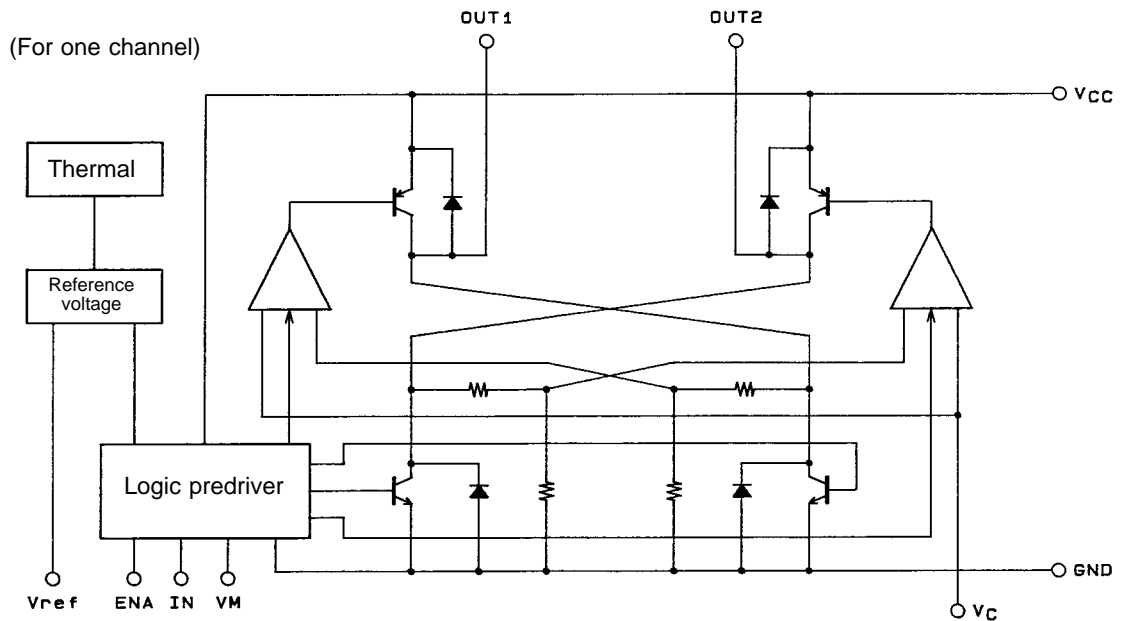 OUT1
OUT2
(For one channel)
VCC
Thermal
Reference
voltage
Logic predriver
GND
Vref
ENA
IN
VM
VC